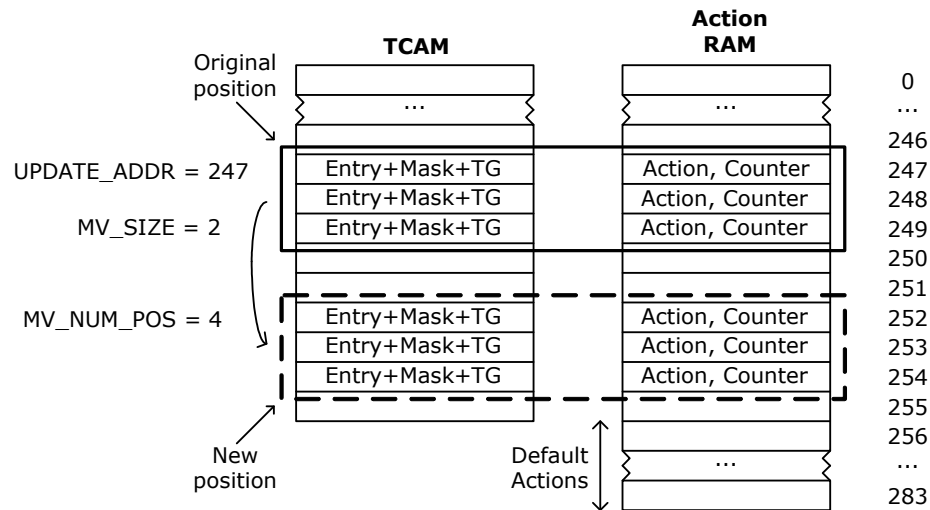 Action
RAM
TCAM
Original
position
0
... ... ...
246
UPDATE_ADDR = 247 Entry+Mask+TG Action, Counter 247
Entry+Mask+TG Action, Counter 248
MV_SIZE = 2 Entry+Mask+TG Action, Counter 249
250
251
MV_NUM_POS = 4 Entry+Mask+TG Action, Counter 252
Entry+Mask+TG Action, Counter 253
Entry+Mask+TG Action, Counter 254
255
256
New
position
Default
Actions
... ...
283